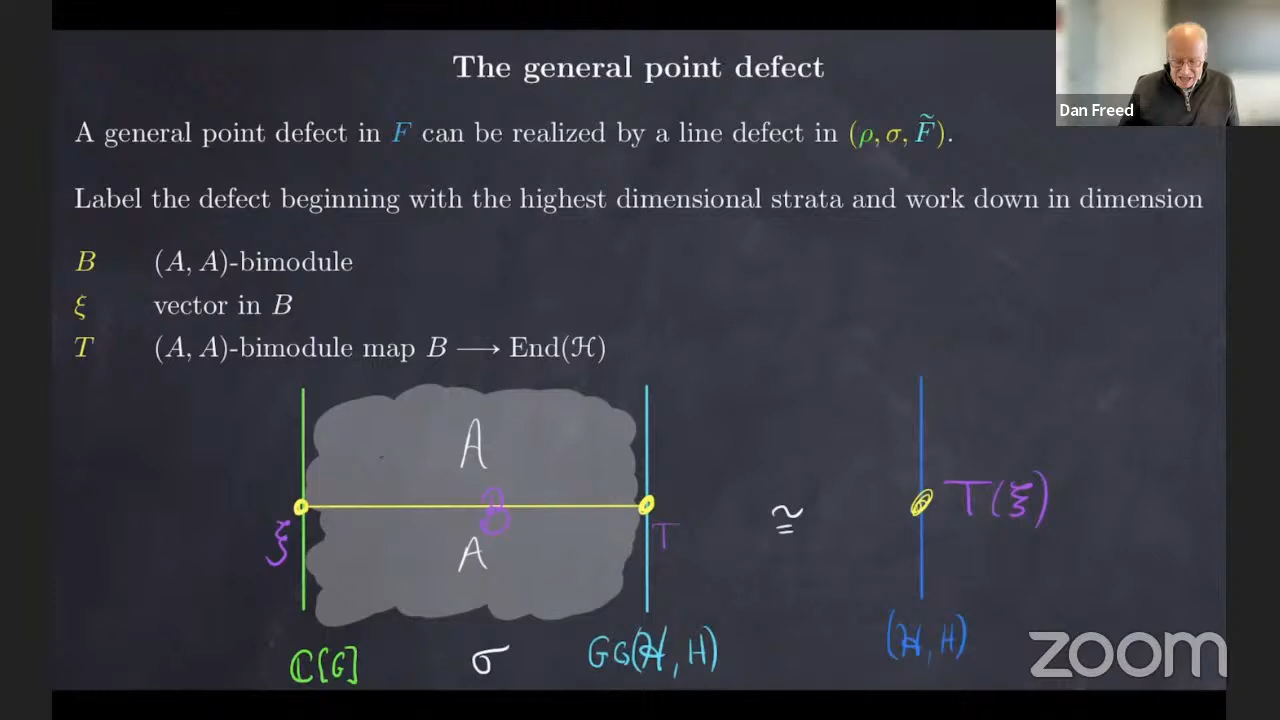 The general point defect
Dan Freed
A general point defect in F can be realized by a line defect in (ρ, σ, F̃).
Label the defect beginning with the highest dimensional strata and work down in dimension
B (A, A)-bimodule
ξ vector in B
T (A, A)-bimodule map B ⟶ End(ℋ)
A
B
ξ
T
A
≅
T(ξ)
ℂ[G]
σ
G↻(ℋ, H)
(ℋ, H)
zoom